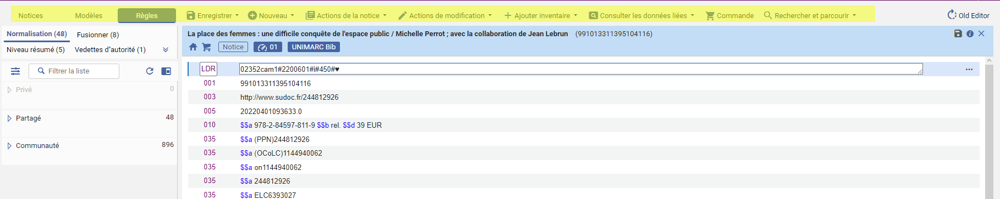 Notices Modèles Règles Enregistrer Nouveau Actions de la notice Actions de modification Ajouter inventaire Consulter les données liées Commande Rechercher et parcourir Old Editor
Normalisation (48) Fusionner (8)
Niveau résumé (5) Vedettes d"autorité (1)
Filtrer la liste
Privé 0
Partagé 48
Communauté 896
La place des femmes : une difficile conquête de l'espace public / Michelle Perrot ; avec la collaboration de Jean Lebrun (991013311395104116)
Notice 01 UNIMARC Bib
LDR 02352cam1#2200601#i#450#♥
001 991013311395104116
003 http://www.sudoc.fr/244812926
005 20220401093633.0
010 $$a 978-2-84597-811-9 $$b rel. $$d 39 EUR
035 $$a (PPN)244812926
035 $$a (OCoLC)1144940062
035 $$a on1144940062
035 $$a 244812926
035 $$a ELC6393027